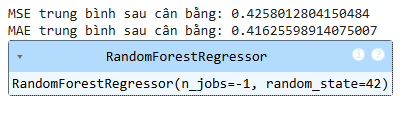 MSE trung bình sau cân bằng: 0.4258012804150484
MAE trung bình sau cân bằng: 0.41625598914075007
▾ RandomForestRegressor i ?
RandomForestRegressor(n_jobs=-1, random_state=42)